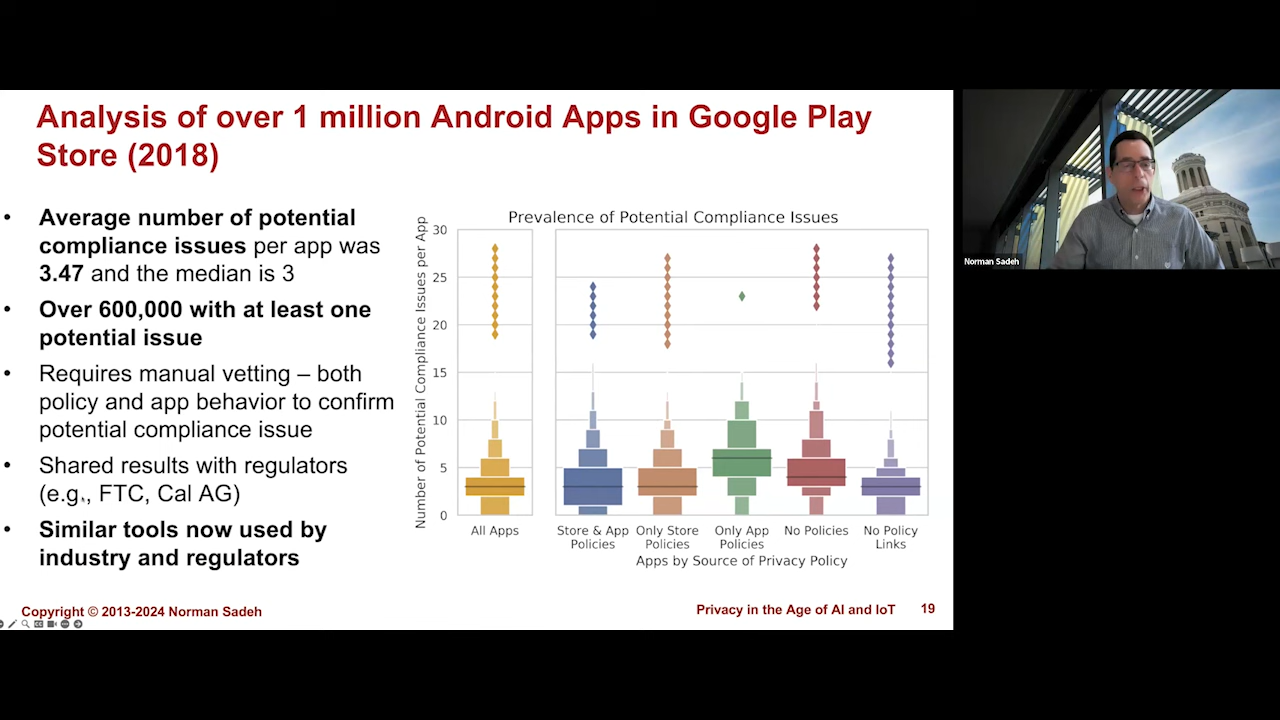 Analysis of over 1 million Android Apps in Google Play
Store (2018)
• Average number of potential
compliance issues per app was
3.47 and the median is 3
• Over 600,000 with at least one
potential issue
• Requires manual vetting – both
policy and app behavior to confirm
potential compliance issue
• Shared results with regulators
(e.g., FTC, Cal AG)
• Similar tools now used by
industry and regulators
Prevalence of Potential Compliance Issues
Number of Potential Compliance Issues per App
30
25
20
15
10
5
0
All Apps
Store & App
Policies
Only Store
Policies
Only App
Policies
No Policies
No Policy
Links
Apps by Source of Privacy Policy
Copyright © 2013-2024 Norman Sadeh
Privacy in the Age of AI and IoT 19
Norman Sadeh